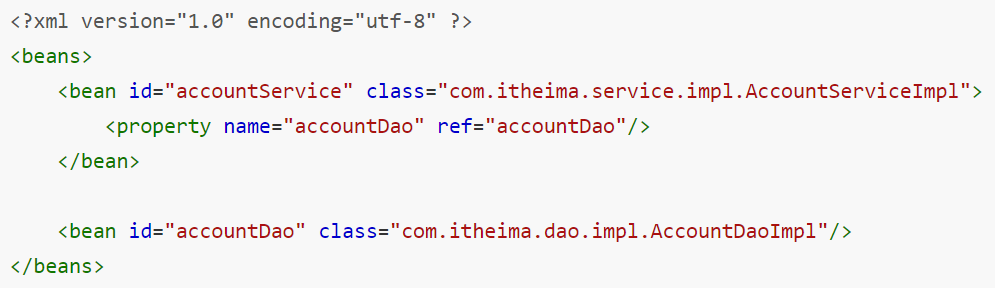 <?xml version="1.0" encoding="utf-8" ?>
<beans>
    <bean id="accountService" class="com.itheima.service.impl.AccountServiceImpl">
        <property name="accountDao" ref="accountDao"/>
    </bean>

    <bean id="accountDao" class="com.itheima.dao.impl.AccountDaoImpl"/>
</beans>